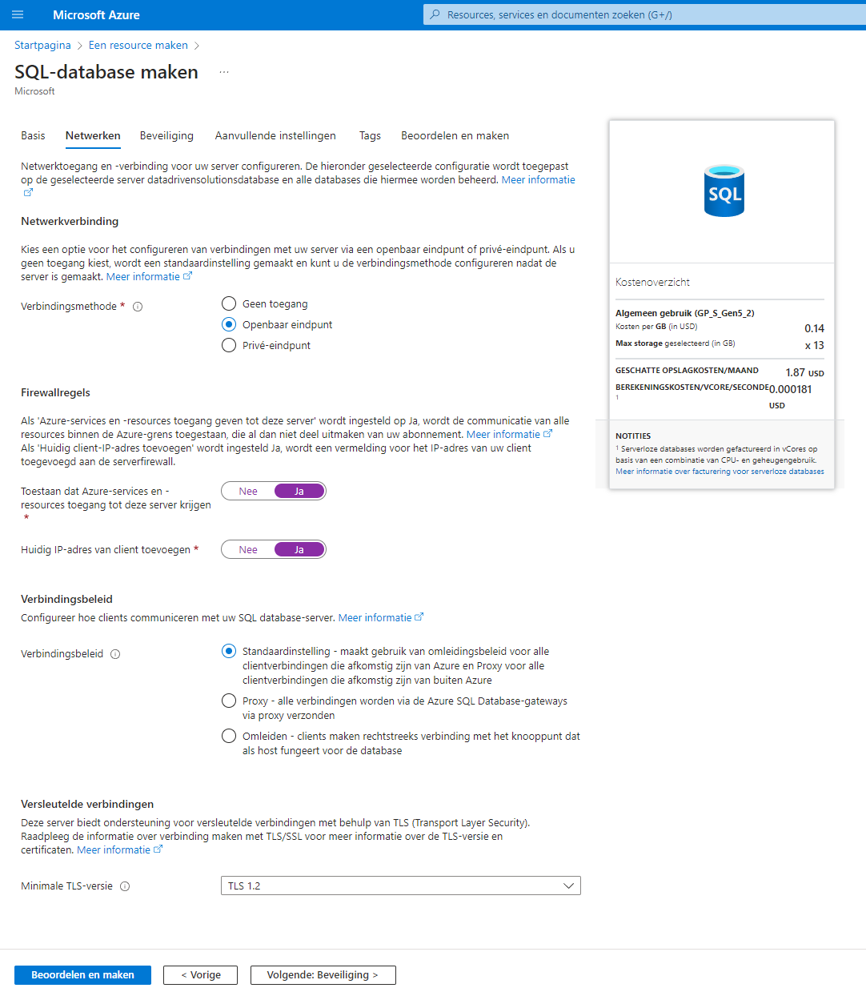 Microsoft Azure
Resources, services en documenten zoeken (G+/)
Startpagina > Een resource maken >
SQL-database maken ...
Microsoft
Basis
Netwerken
Beveiliging
Aanvullende instellingen
Tags
Beoordelen en maken
Netwerktoegang en -verbinding voor uw server configureren. De hieronder geselecteerde configuratie wordt toegepast
op de geselecteerde server datadrivensolutionsdatabase en alle databases die hiermee worden beheerd. Meer informatie
Netwerkverbinding
Kies een optie voor het configureren van verbindingen met uw server via een openbaar eindpunt of privé-eindpunt. Als u
geen toegang kiest, wordt een standaardinstelling gemaakt en kunt u de verbindingsmethode configureren nadat de
server is gemaakt. Meer informatie
Verbindingsmethode *
Geen toegang
Openbaar eindpunt
Privé-eindpunt
Firewallregels
Als 'Azure-services en -resources toegang geven tot deze server' wordt ingesteld op Ja, wordt de communicatie van alle
resources binnen de Azure-grens toegestaan, die al dan niet deel uitmaken van uw abonnement. Meer informatie
Als 'Huidig client-IP-adres toevoegen' wordt ingesteld Ja, wordt een vermelding voor het IP-adres van uw client
toegevoegd aan de serverfirewall.
Toestaan dat Azure-services en -
resources toegang tot deze server krijgen
*
Nee Ja
Huidig IP-adres van client toevoegen *
Nee Ja
Verbindingsbeleid
Configureer hoe clients communiceren met uw SQL database-server. Meer informatie
Verbindingsbeleid
Standaardinstelling - maakt gebruik van omleidingsbeleid voor alle
clientverbindingen die afkomstig zijn van Azure en Proxy voor alle
clientverbindingen die afkomstig zijn van buiten Azure
Proxy - alle verbindingen worden via de Azure SQL Database-gateways
via proxy verzonden
Omleiden - clients maken rechtstreeks verbinding met het knooppunt dat
als host fungeert voor de database
Versleutelde verbindingen
Deze server biedt ondersteuning voor versleutelde verbindingen met behulp van TLS (Transport Layer Security).
Raadpleeg de informatie over verbinding maken met TLS/SSL voor meer informatie over de TLS-versie en
certificaten. Meer informatie
Minimale TLS-versie
TLS 1.2
SQL
Kostenoverzicht
Algemeen gebruik (GP_S_Gen5_2)
Kosten per GB (in USD) 0.14
Max storage geselecteerd (in GB) x 13
GESCHATTE OPSLAGKOSTEN/MAAND 1.87 USD
BEREKENINGSKOSTEN/VCORE/SECONDE 0.000181
1
USD
NOTITIES
1 Serverloze databases worden gefactureerd in vCores op
basis van een combinatie van CPU- en geheugengebruik.
Meer informatie over facturering voor serverloze databases
Beoordelen en maken
< Vorige
Volgende: Beveiliging >